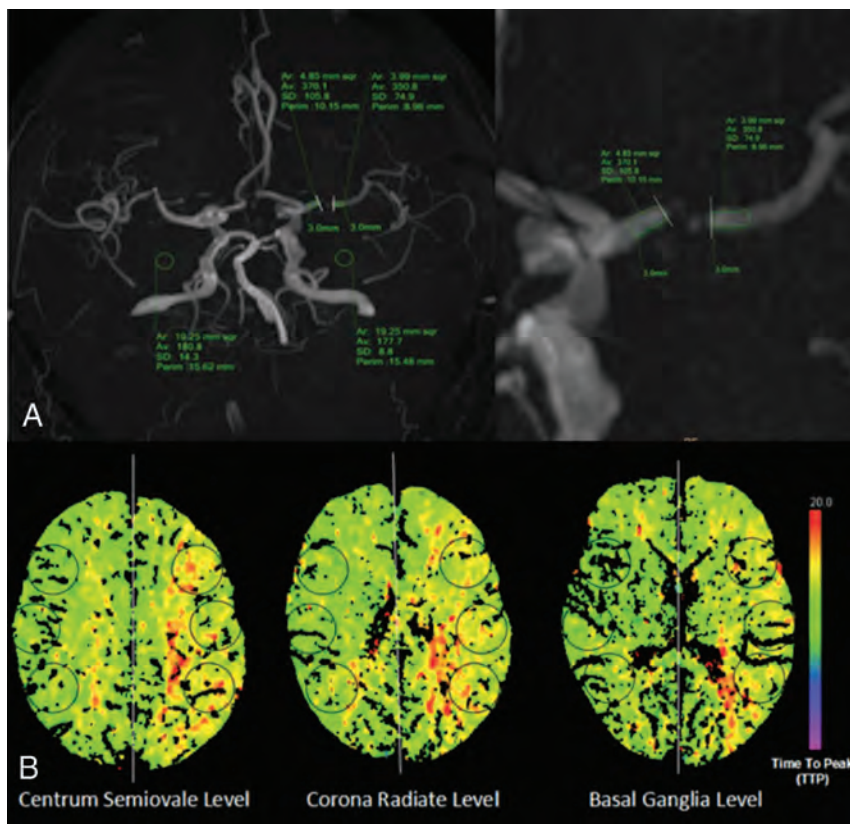 Ar: 4.85 mm sqr
Av: 370.1
SD: 105.8
Perim :10.15 mm
Ar: 3.99 mm sqr
Av: 350.8
SD: 74.9
Perim :8.96 mm
3.0mm
3.0mm
Ar: 19.25 mm sqr
Av: 180.8
SD: 14.3
Perim :15.62 mm
Ar: 19.25 mm sqr
Av: 177.7
SD: 8.8
Perim :15.48 mm
A
Ar: 4.85 mm sqr
Av: 370.1
SD: 105.8
Perim :10.15 mm
Ar: 3.99 mm sqr
Av: 350.8
SD: 74.9
Perim :8.96 mm
3.0mm
3.0mm
20.0
Time To Peak
(TTP)
B
Centrum Semiovale Level
Corona Radiate Level
Basal Ganglia Level